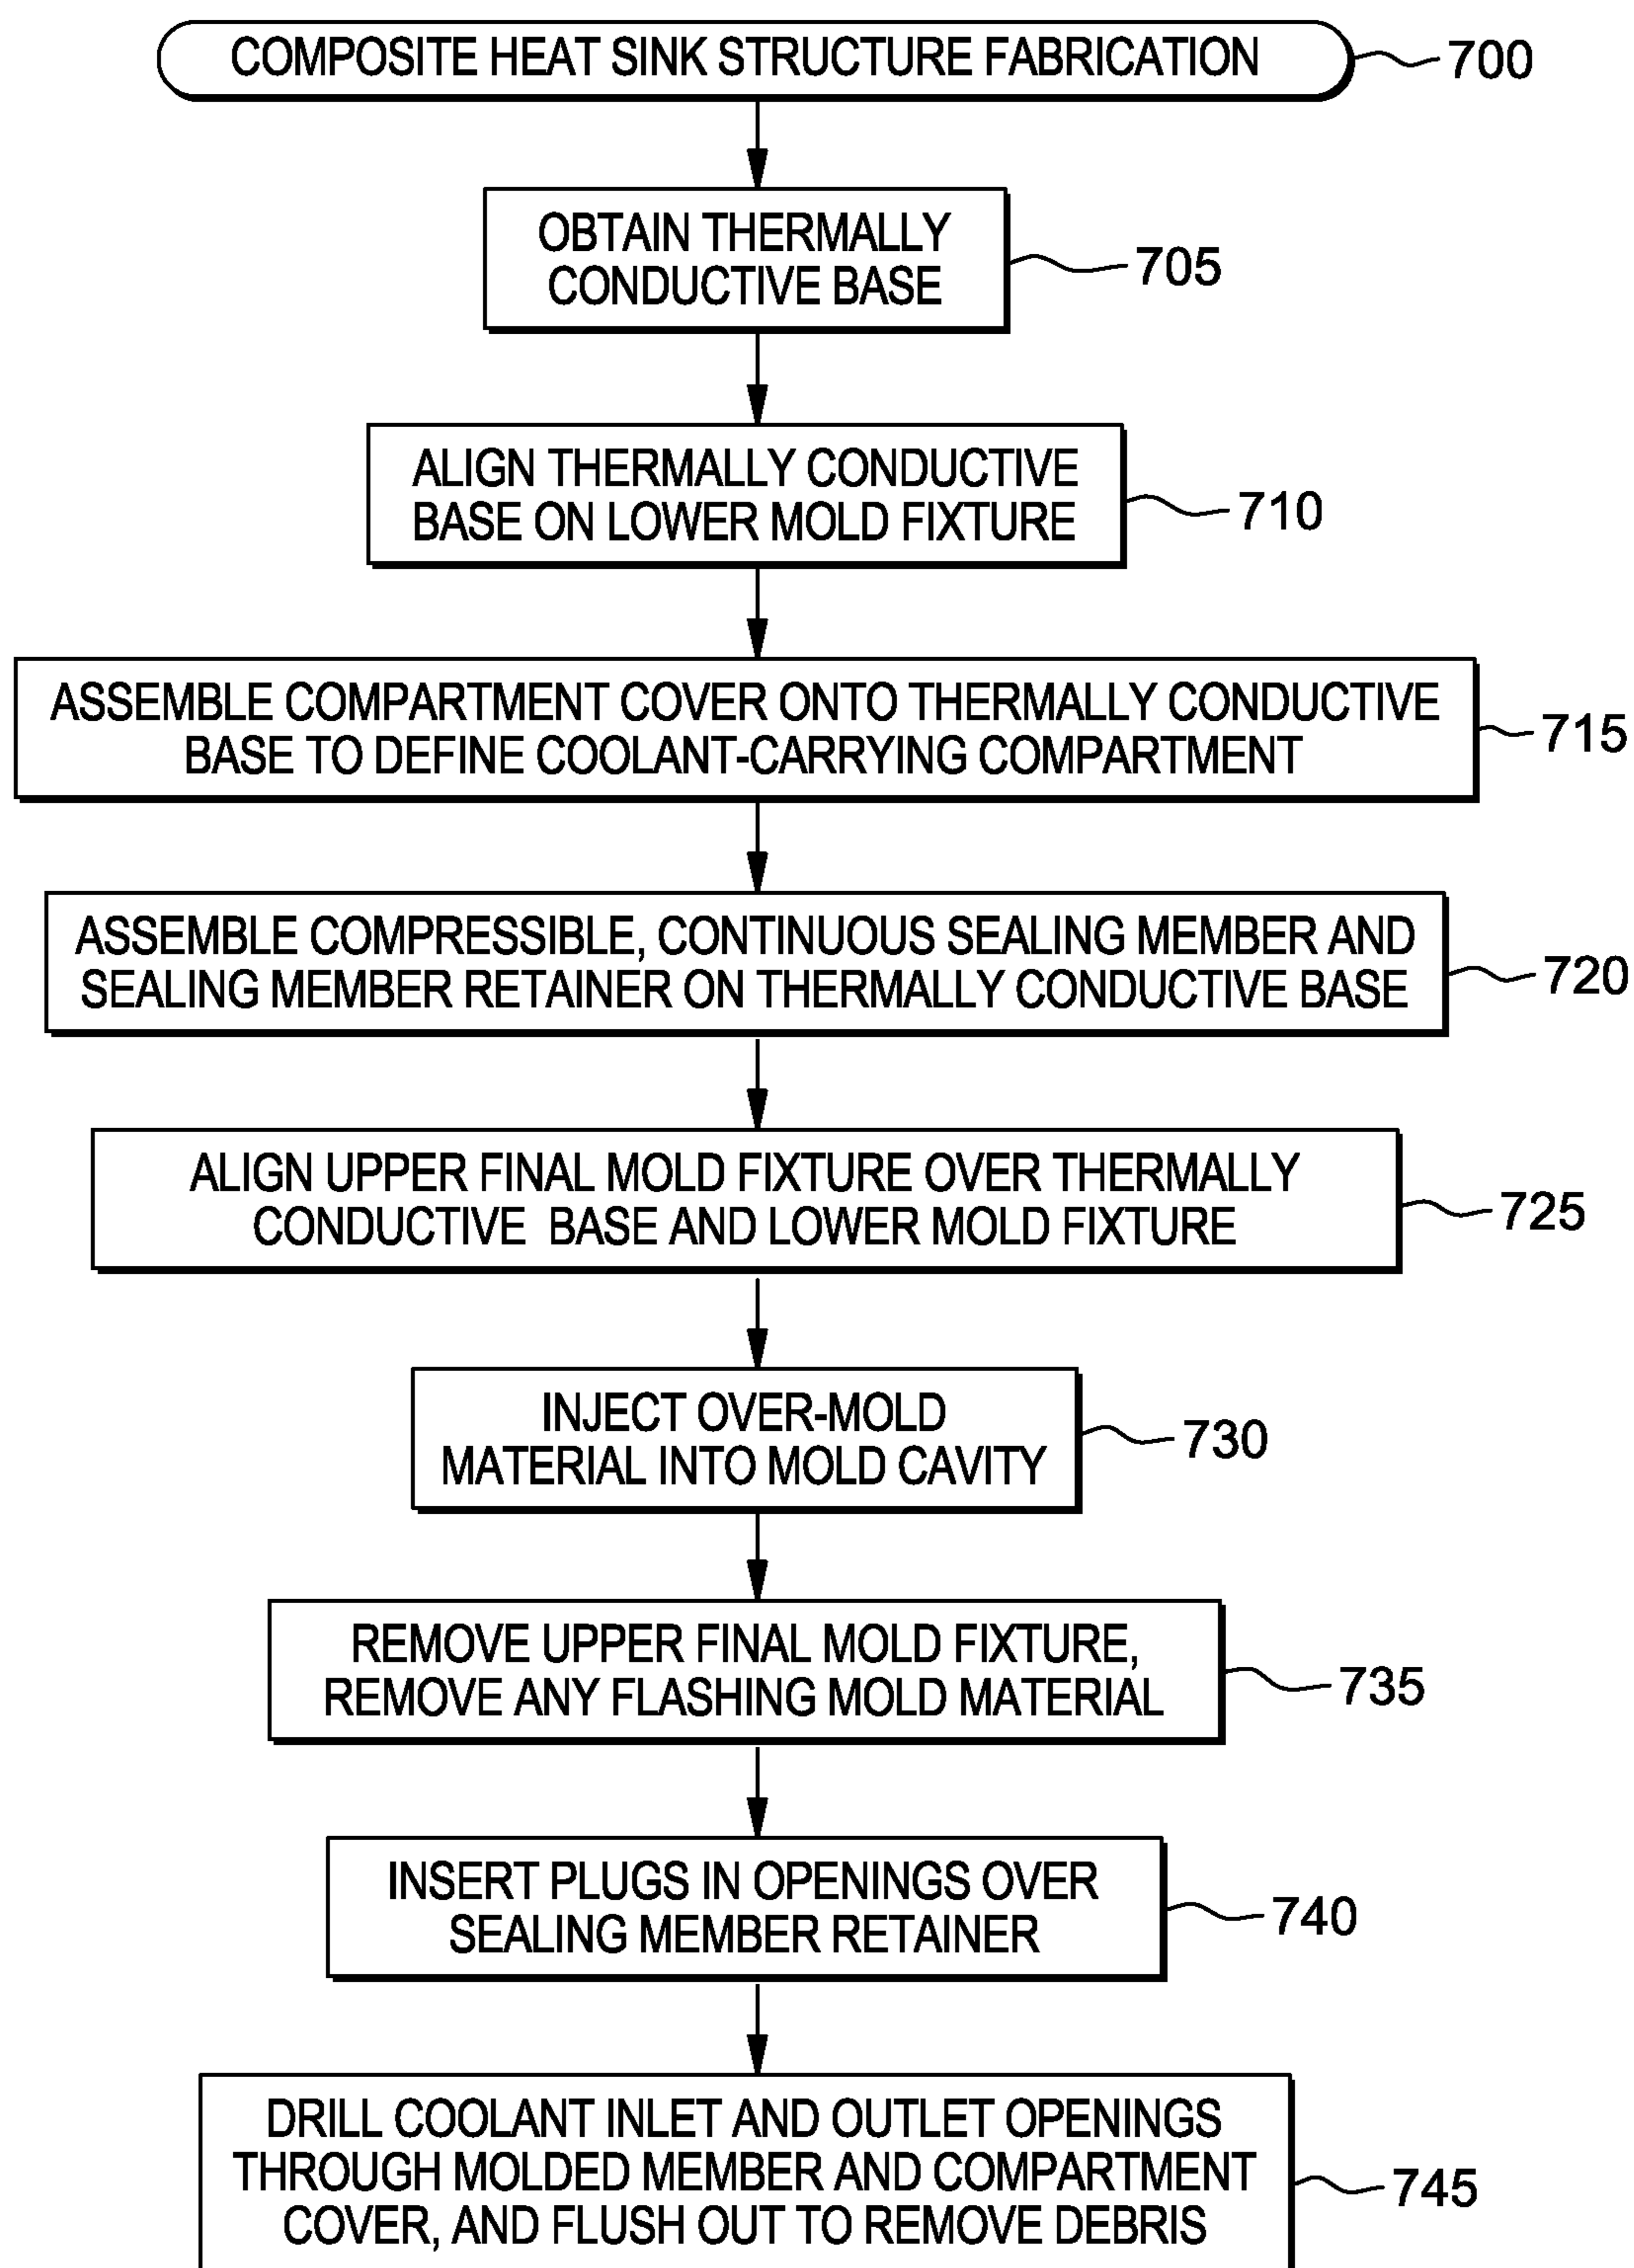 COMPOSITE HEAT SINK STRUCTURE FABRICATION
700
OBTAIN THERMALLY
CONDUCTIVE BASE
705
ALIGN THERMALLY CONDUCTIVE
BASE ON LOWER MOLD FIXTURE
710
ASSEMBLE COMPARTMENT COVER ONTO THERMALLY CONDUCTIVE
BASE TO DEFINE COOLANT-CARRYING COMPARTMENT
715
ASSEMBLE COMPRESSIBLE, CONTINUOUS SEALING MEMBER AND
SEALING MEMBER RETAINER ON THERMALLY CONDUCTIVE BASE
720
ALIGN UPPER FINAL MOLD FIXTURE OVER THERMALLY
CONDUCTIVE BASE AND LOWER MOLD FIXTURE
725
INJECT OVER-MOLD
MATERIAL INTO MOLD CAVITY
730
REMOVE UPPER FINAL MOLD FIXTURE,
REMOVE ANY FLASHING MOLD MATERIAL
735
INSERT PLUGS IN OPENINGS OVER
SEALING MEMBER RETAINER
740
DRILL COOLANT INLET AND OUTLET OPENINGS
THROUGH MOLDED MEMBER AND COMPARTMENT
COVER, AND FLUSH OUT TO REMOVE DEBRIS
745